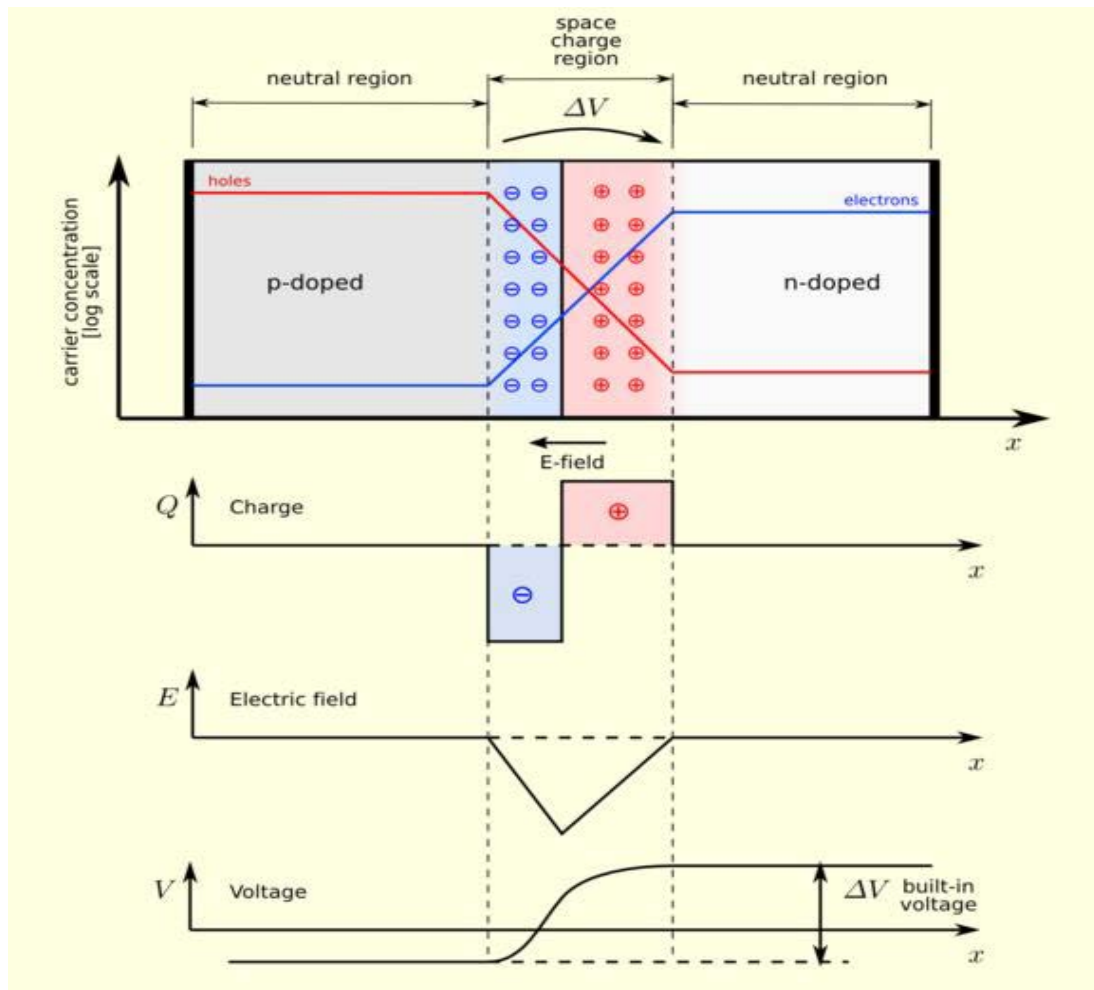 space
charge
region
neutral region
neutral region
ΔV
holes
electrons
p-doped
n-doped
carrier concentration
[log scale]
x
E-field
Q
Charge
x
E
Electric field
x
V
Voltage
ΔV
built-in
voltage
x